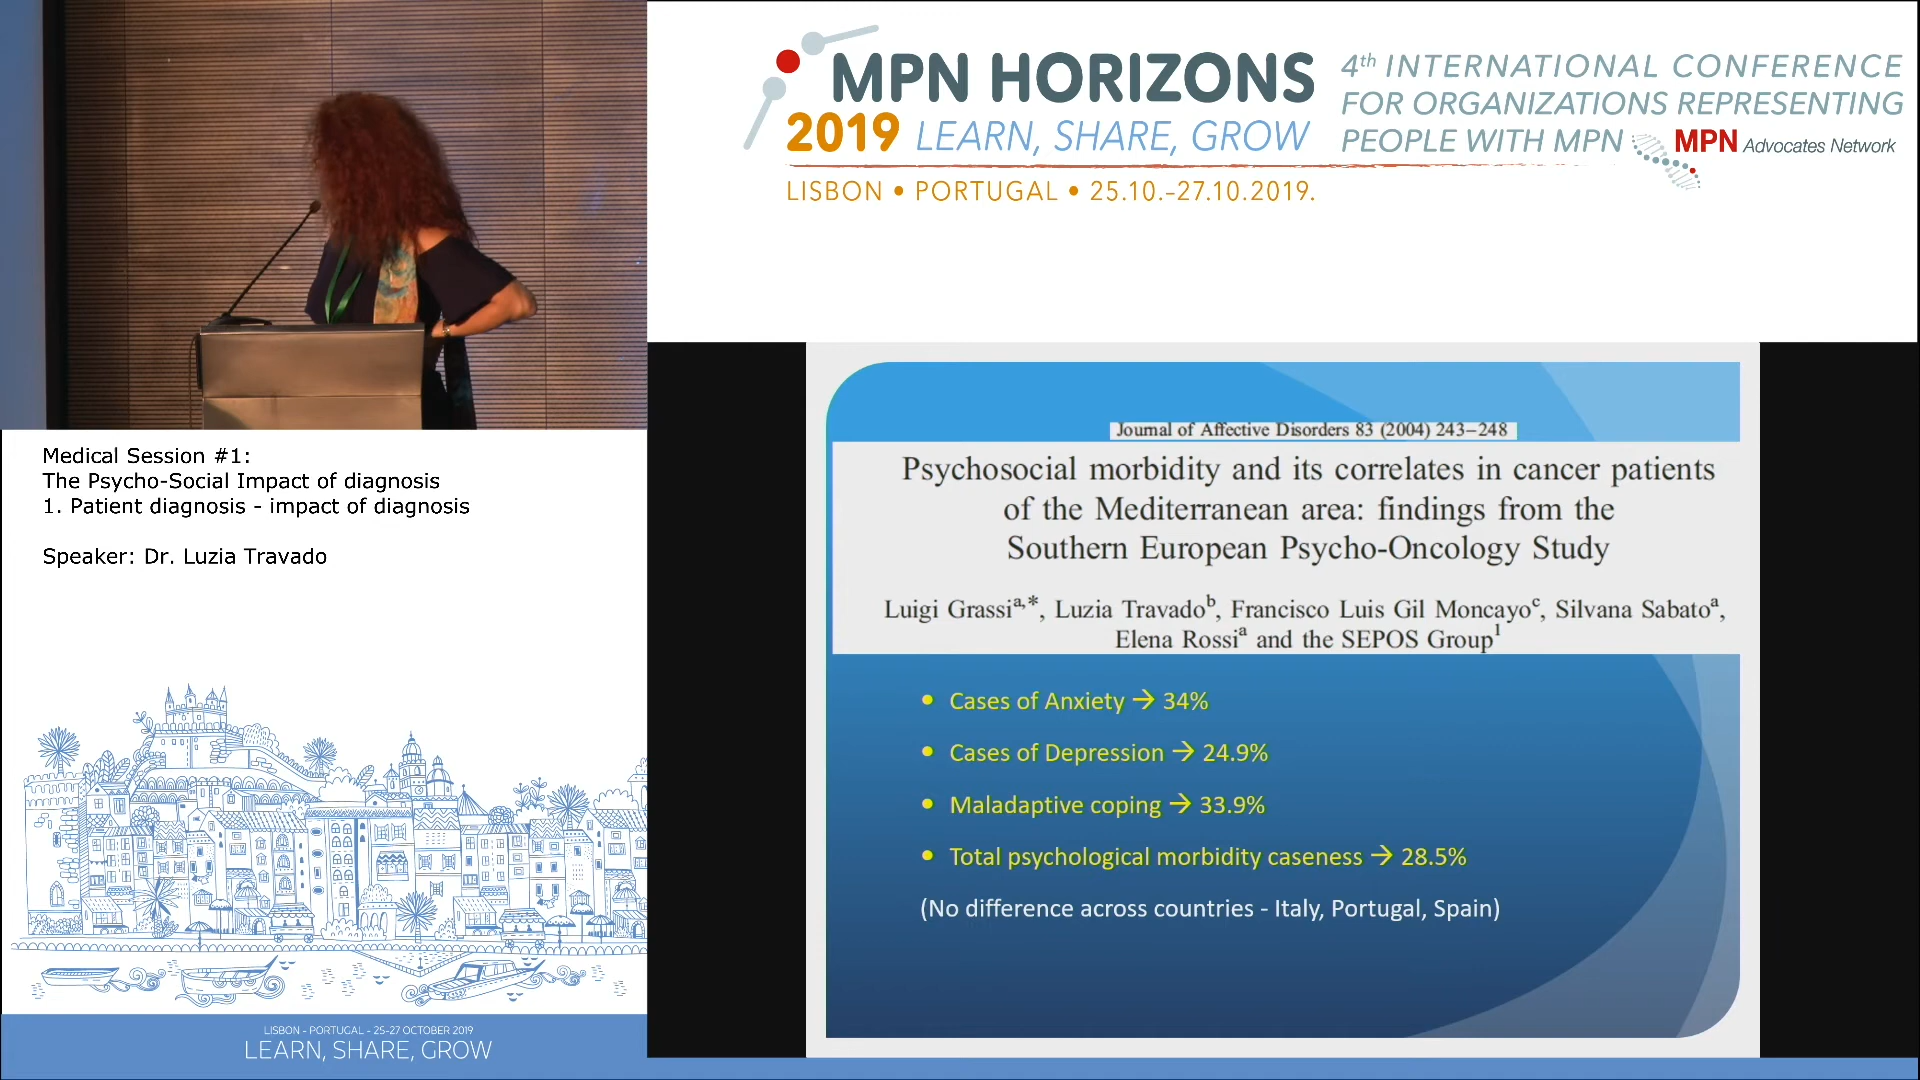 MPN HORIZONS
2019 LEARN, SHARE, GROW
LISBON • PORTUGAL • 25.10.-27.10.2019.
4th INTERNATIONAL CONFERENCE
FOR ORGANIZATIONS REPRESENTING
PEOPLE WITH MPN
MPN Advocates Network
Medical Session #1:
The Psycho-Social Impact of diagnosis
1. Patient diagnosis - impact of diagnosis
Speaker: Dr. Luzia Travado
LISBON - PORTUGAL - 25-27 OCTOBER 2019
LEARN, SHARE, GROW
Journal of Affective Disorders 83 (2004) 243–248
Psychosocial morbidity and its correlates in cancer patients
of the Mediterranean area: findings from the
Southern European Psycho-Oncology Study
Luigi Grassia,*, Luzia Travadob, Francisco Luis Gil Moncayoc, Silvana Sabatoa,
Elena Rossia and the SEPOS Group1
• Cases of Anxiety → 34%
• Cases of Depression → 24.9%
• Maladaptive coping → 33.9%
• Total psychological morbidity caseness → 28.5%
(No difference across countries - Italy, Portugal, Spain)